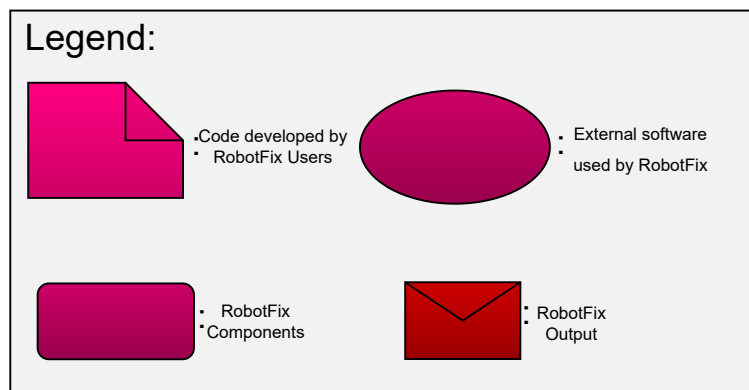 Legend:
: Code developed by
RobotFix Users
: External software
used by RobotFix
: RobotFix
Components
: RobotFix
Output